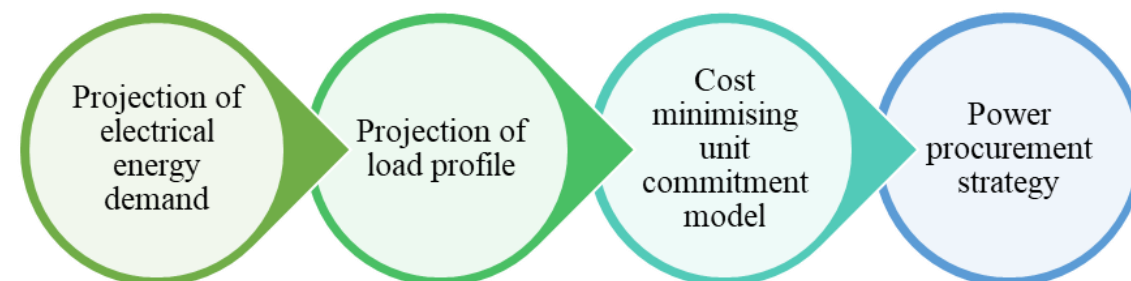 Projection of
electrical
energy
demand
Projection of
load profile
Cost
minimising
unit
commitment
model
Power
procurement
strategy